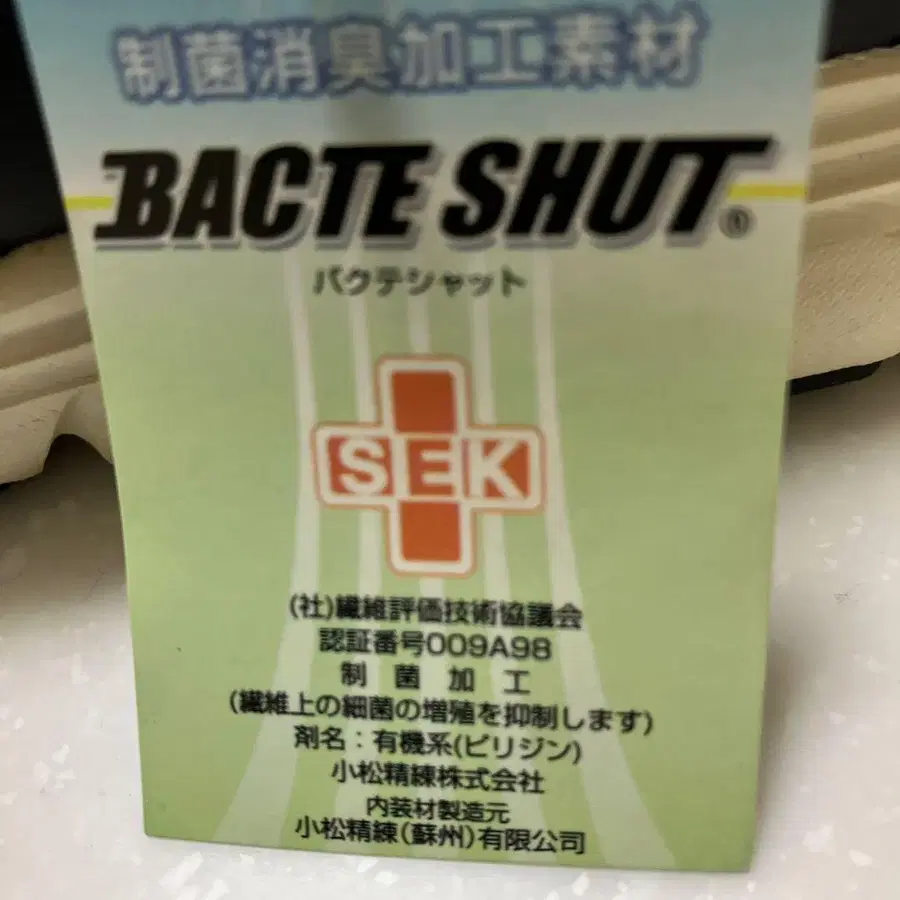 制菌消臭加工素材
BACTE SHUT®
バクテシャット
SEK
(社)繊維評価技術協議会
認証番号009A98
制菌加工
(繊維上の細菌の増殖を抑制します)
剤名：有機系(ピリジン)
小松精練株式会社
内装材製造元
小松精練(蘇州)有限公司